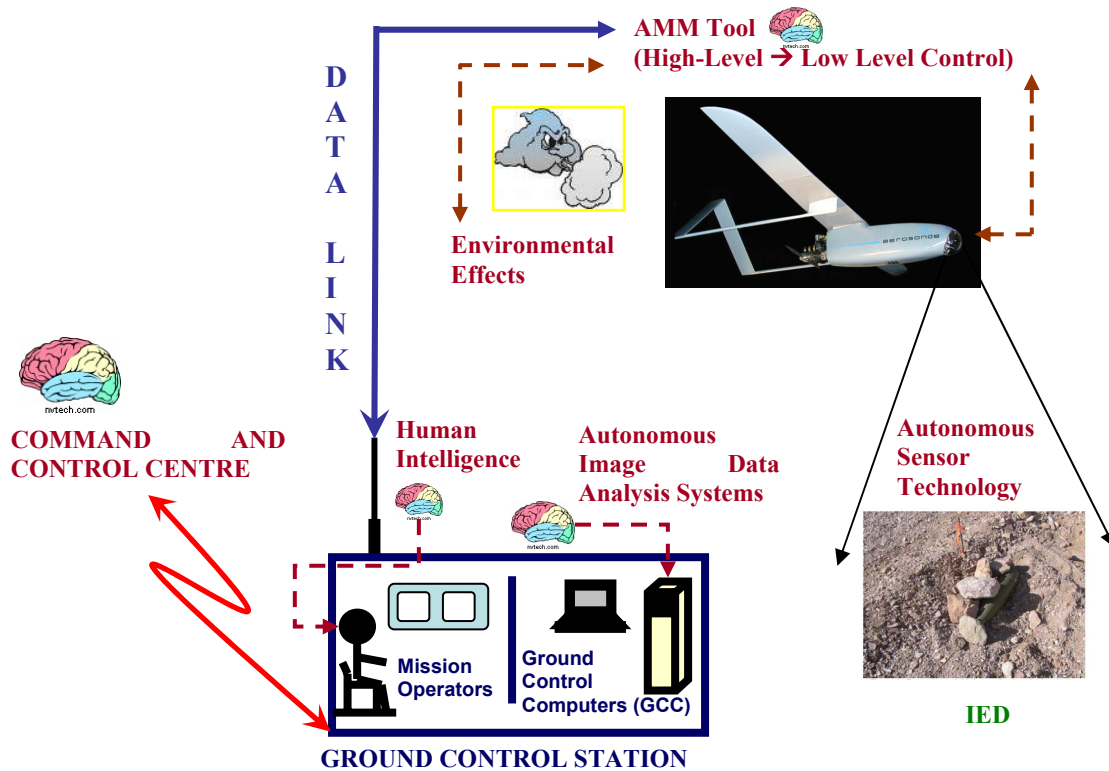 AMM Tool
(High-Level → Low Level Control)
nvtech.com
DATA LINK
Environmental
Effects
aerosonde
nvtech.com
COMMAND AND
CONTROL CENTRE
Human
Intelligence
nvtech.com
Autonomous
Image Data
Analysis Systems
nvtech.com
Autonomous
Sensor
Technology
Mission
Operators
Ground
Control
Computers (GCC)
IED
GROUND CONTROL STATION